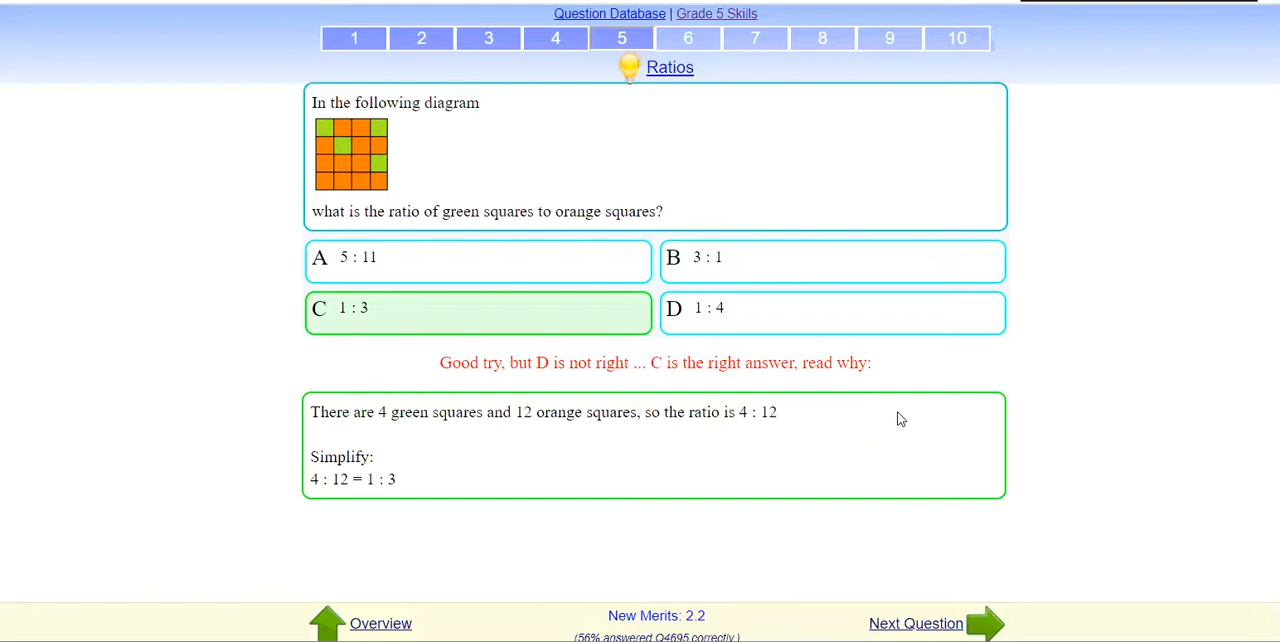 Question Database | Grade 5 Skills
1 2 3 4 5 6 7 8 9 10
Ratios
In the following diagram
what is the ratio of green squares to orange squares?
A 5 : 11
B 3 : 1
C 1 : 3
D 1 : 4
Good try, but D is not right ... C is the right answer, read why:
There are 4 green squares and 12 orange squares, so the ratio is 4 : 12
Simplify:
4 : 12 = 1 : 3
Overview
New Merits: 2.2
Next Question
(56% answered Q4695 correctly.)